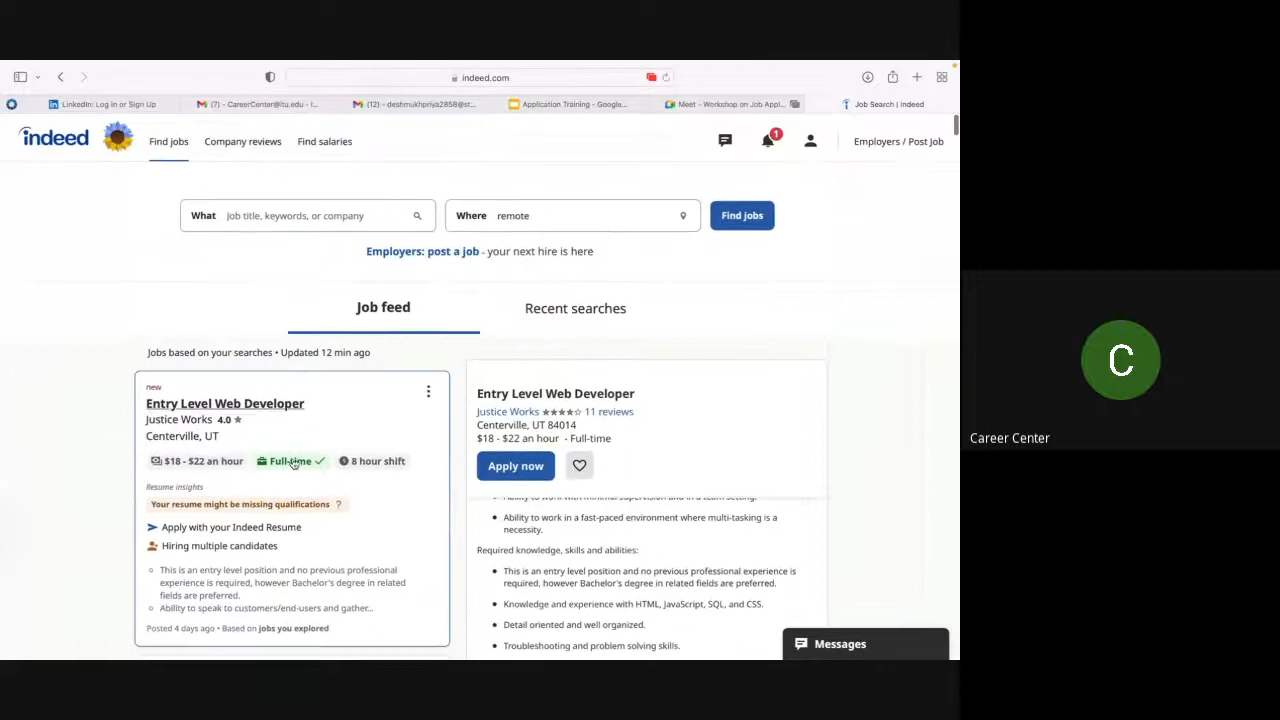 indeed.com
LinkedIn: Log In or Sign Up
(7) - CareerCenter@itu.edu - I...
(12) - deshmukhpriya2858@st...
Application Training - Google...
Meet - Workshop on Job Appl...
Job Search | Indeed
indeed
Find jobs
Company reviews
Find salaries
1
Employers / Post Job
What Job title, keywords, or company
Where remote
Find jobs
Employers: post a job - your next hire is here
Job feed
Recent searches
Jobs based on your searches • Updated 12 min ago
new
Entry Level Web Developer
Justice Works 4.0 ★
Centerville, UT
$18 - $22 an hour
Full-time
8 hour shift
Resume insights
Your resume might be missing qualifications ?
Apply with your Indeed Resume
Hiring multiple candidates
This is an entry level position and no previous professional
experience is required, however Bachelor's degree in related
fields are preferred.
Ability to speak to customers/end-users and gather...
Posted 4 days ago • Based on jobs you explored
Entry Level Web Developer
Justice Works ★★★★☆ 11 reviews
Centerville, UT 84014
$18 - $22 an hour - Full-time
Apply now
Ability to work with minimal supervision and in a team setting.
• Ability to work in a fast-paced environment where multi-tasking is a
necessity.
Required knowledge, skills and abilities:
• This is an entry level position and no previous professional experience is
required, however Bachelor's degree in related fields are preferred.
• Knowledge and experience with HTML, JavaScript, SQL, and CSS.
• Detail oriented and well organized.
• Troubleshooting and problem solving skills.
Messages
C
Career Center